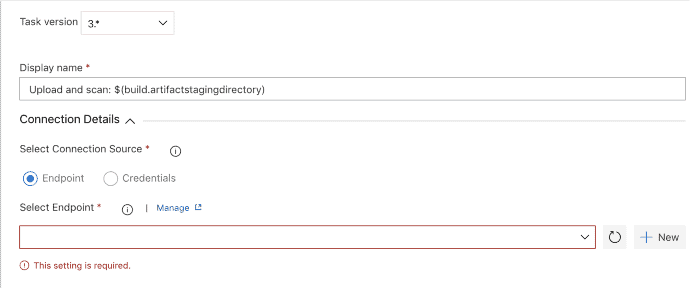 Task version 3.*
Display name *
Upload and scan: $(build.artifactstagingdirectory)
Connection Details
Select Connection Source *
Endpoint Credentials
Select Endpoint * | Manage
New
This setting is required.